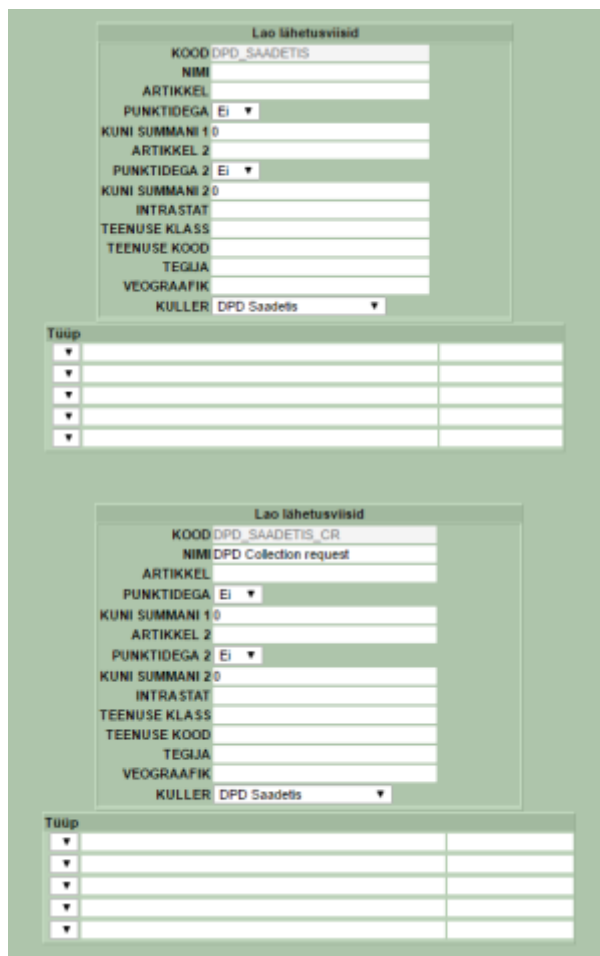 Lao lähetusviisid
KOOD DPD_SAADETIS
NIMI
ARTIKKEL
PUNKTIDEGA Ei
KUNI SUMMANI 1 0
ARTIKKEL 2
PUNKTIDEGA 2 Ei
KUNI SUMMANI 2 0
INTRASTAT
TEENUSE KLASS
TEENUSE KOOD
TEGIJA
VEOGRAAFIK
KULLER DPD Saadetis
Tüüp
Lao lähetusviisid
KOOD DPD_SAADETIS_CR
NIMI DPD Collection request
ARTIKKEL
PUNKTIDEGA Ei
KUNI SUMMANI 1 0
ARTIKKEL 2
PUNKTIDEGA 2 Ei
KUNI SUMMANI 2 0
INTRASTAT
TEENUSE KLASS
TEENUSE KOOD
TEGIJA
VEOGRAAFIK
KULLER DPD Saadetis
Tüüp